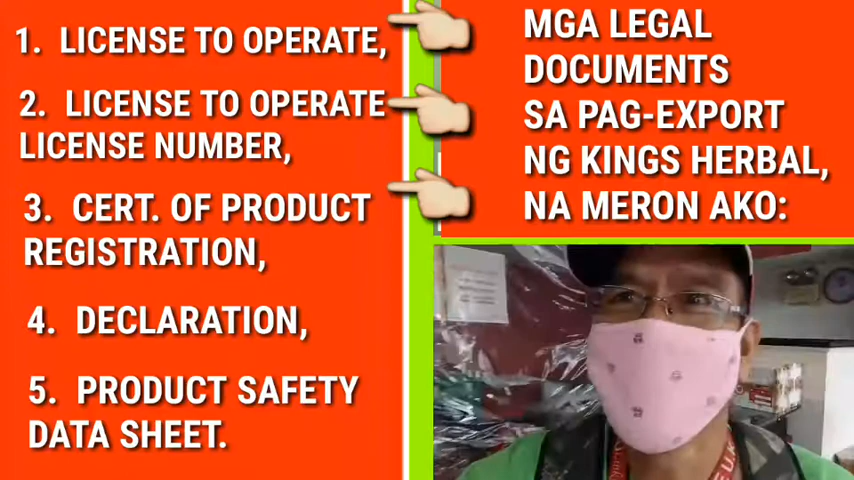 1. LICENSE TO OPERATE,
2. LICENSE TO OPERATE
LICENSE NUMBER,
3. CERT. OF PRODUCT
REGISTRATION,
4. DECLARATION,
5. PRODUCT SAFETY
DATA SHEET.
MGA LEGAL
DOCUMENTS
SA PAG-EXPORT
NG KINGS HERBAL,
NA MERON AKO: